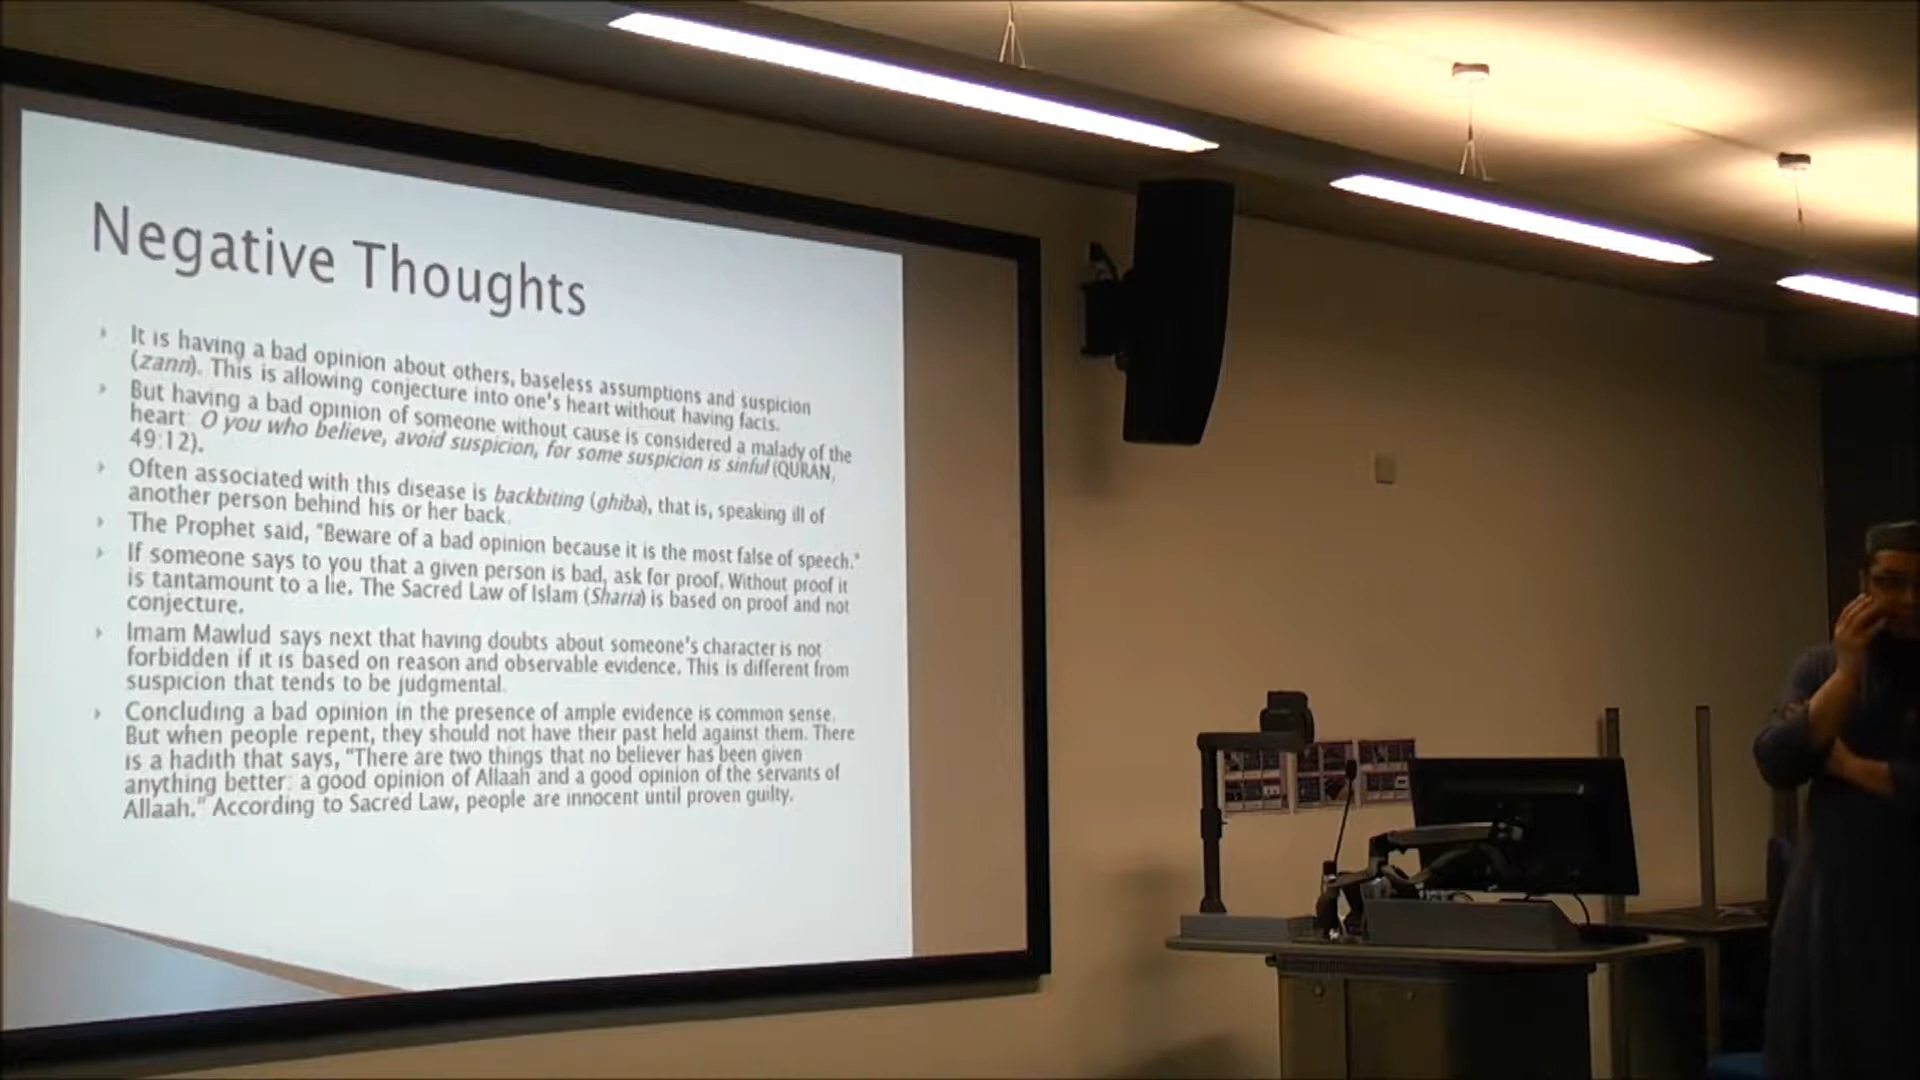 Negative Thoughts
It is having a bad opinion about others, baseless assumptions and suspicion
(zann). This is allowing conjecture into one's heart without having facts.
But having a bad opinion of someone without cause is considered a malady of the
heart: O you who believe, avoid suspicion, for some suspicion is sinful (QURAN,
49:12).
Often associated with this disease is backbiting (ghiba), that is, speaking ill of
another person behind his or her back.
The Prophet said, "Beware of a bad opinion because it is the most false of speech."
If someone says to you that a given person is bad, ask for proof. Without proof it
is tantamount to a lie. The Sacred Law of Islam (Sharia) is based on proof and not
conjecture.
Imam Mawlud says next that having doubts about someone's character is not
forbidden if it is based on reason and observable evidence. This is different from
suspicion that tends to be judgmental.
Concluding a bad opinion in the presence of ample evidence is common sense.
But when people repent, they should not have their past held against them. There
is a hadith that says, "There are two things that no believer has been given
anything better: a good opinion of Allaah and a good opinion of the servants of
Allaah." According to Sacred Law, people are innocent until proven guilty.